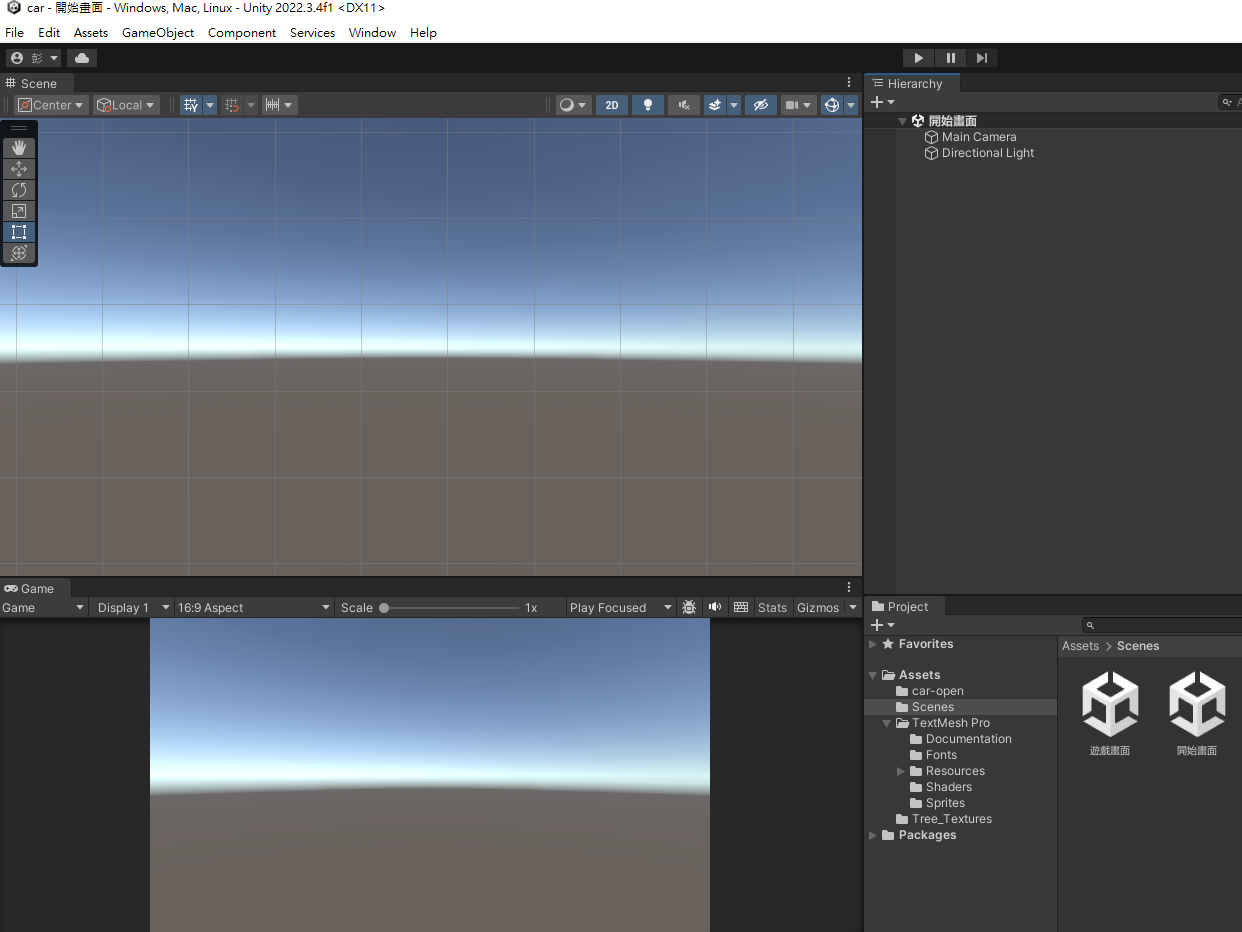 car - 開始畫面 - Windows, Mac, Linux - Unity 2022.3.4f1 <DX11>
File Edit Assets GameObject Component Services Window Help
彭
Scene
Center Local 2D
Hierarchy
開始畫面
Main Camera
Directional Light
Game
Game Display 1 16:9 Aspect Scale 1x Play Focused Stats Gizmos
Project
Favorites
Assets
car-open
Scenes
TextMesh Pro
Documentation
Fonts
Resources
Shaders
Sprites
Tree_Textures
Packages
Assets > Scenes
遊戲畫面 開始畫面